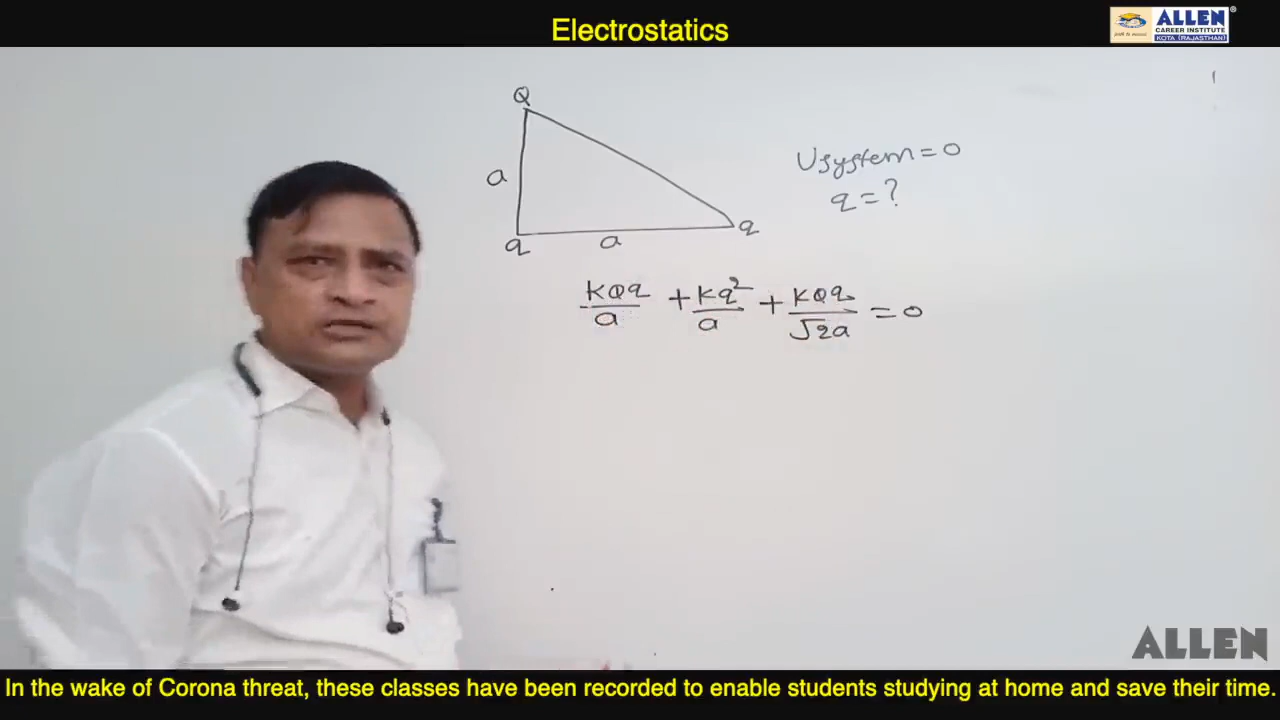 Electrostatics
ALLEN
CAREER INSTITUTE
KOTA (RAJASTHAN)
Q
a
q
a
q
Usystem = 0
q = ?
KQq/a + Kq²/a + KQq/√2a = 0
ALLEN
In the wake of Corona threat, these classes have been recorded to enable students studying at home and save their time.